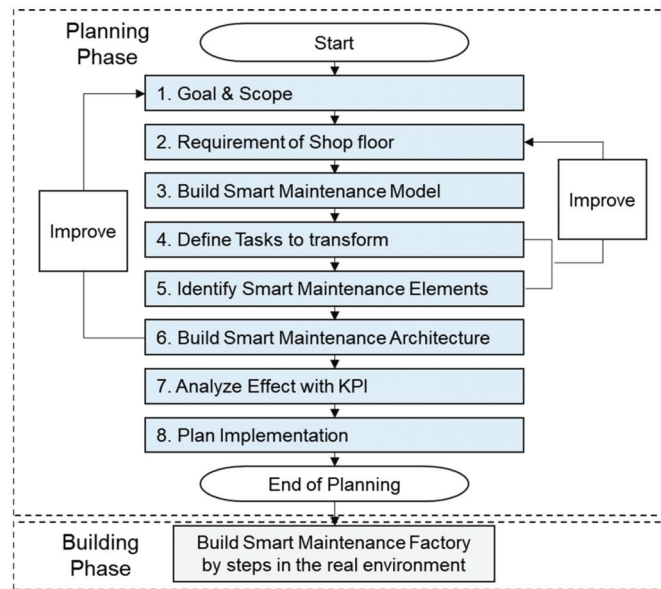 Planning
Phase
Start
1. Goal & Scope
2. Requirement of Shop floor
3. Build Smart Maintenance Model
Improve
Improve
4. Define Tasks to transform
5. Identify Smart Maintenance Elements
6. Build Smart Maintenance Architecture
7. Analyze Effect with KPI
8. Plan Implementation
End of Planning
Building
Phase
Build Smart Maintenance Factory
by steps in the real environment